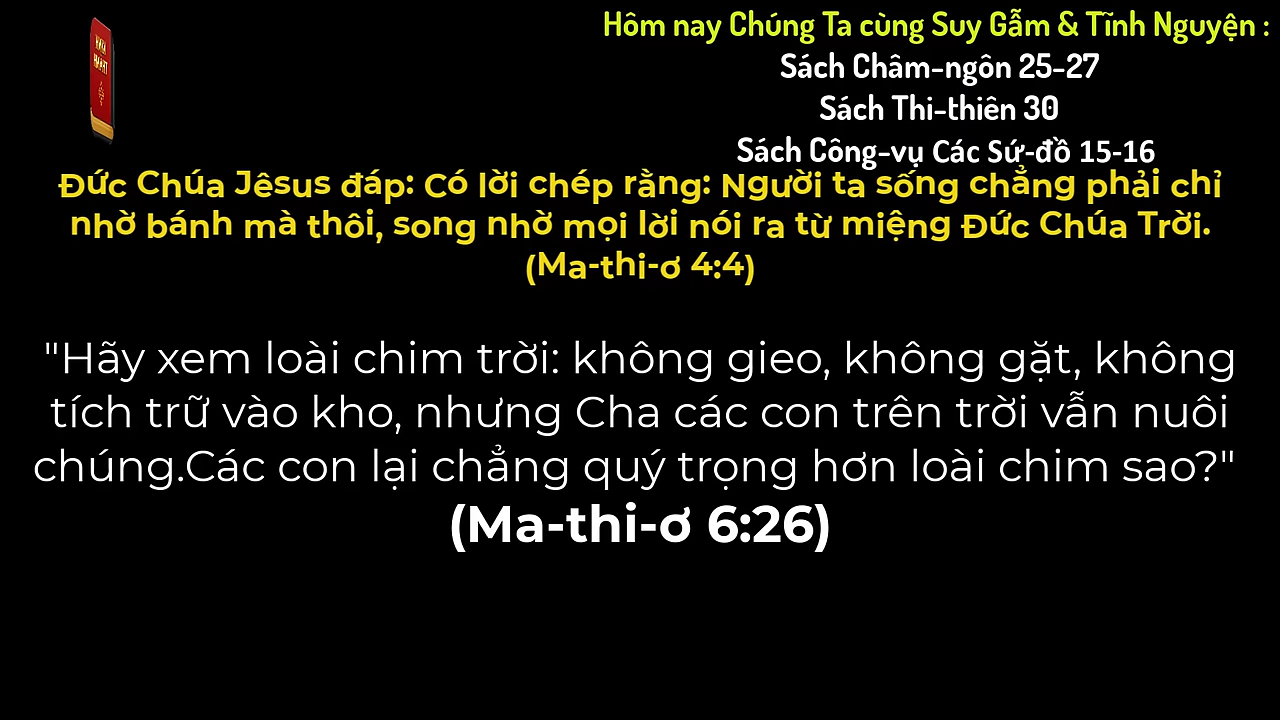 Hôm nay Chúng Ta cùng Suy Gẫm & Tĩnh Nguyện :
Sách Châm-ngôn 25-27
Sách Thi-thiên 30
Sách Công-vụ Các Sứ-đồ 15-16
Đức Chúa Jêsus đáp: Có lời chép rằng: Người ta sống chẳng phải chỉ
nhờ bánh mà thôi, song nhờ mọi lời nói ra từ miệng Đức Chúa Trời.
(Ma-thi-ơ 4:4)
"Hãy xem loài chim trời: không gieo, không gặt, không
tích trữ vào kho, nhưng Cha các con trên trời vẫn nuôi
chúng.Các con lại chẳng quý trọng hơn loài chim sao?"
(Ma-thi-ơ 6:26)